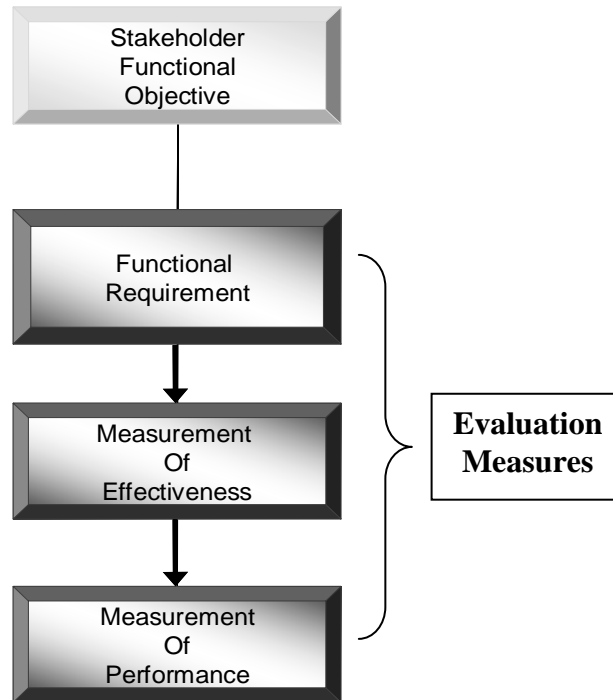 Stakeholder
Functional
Objective
Functional
Requirement
Measurement
Of
Effectiveness
Measurement
Of
Performance
Evaluation
Measures